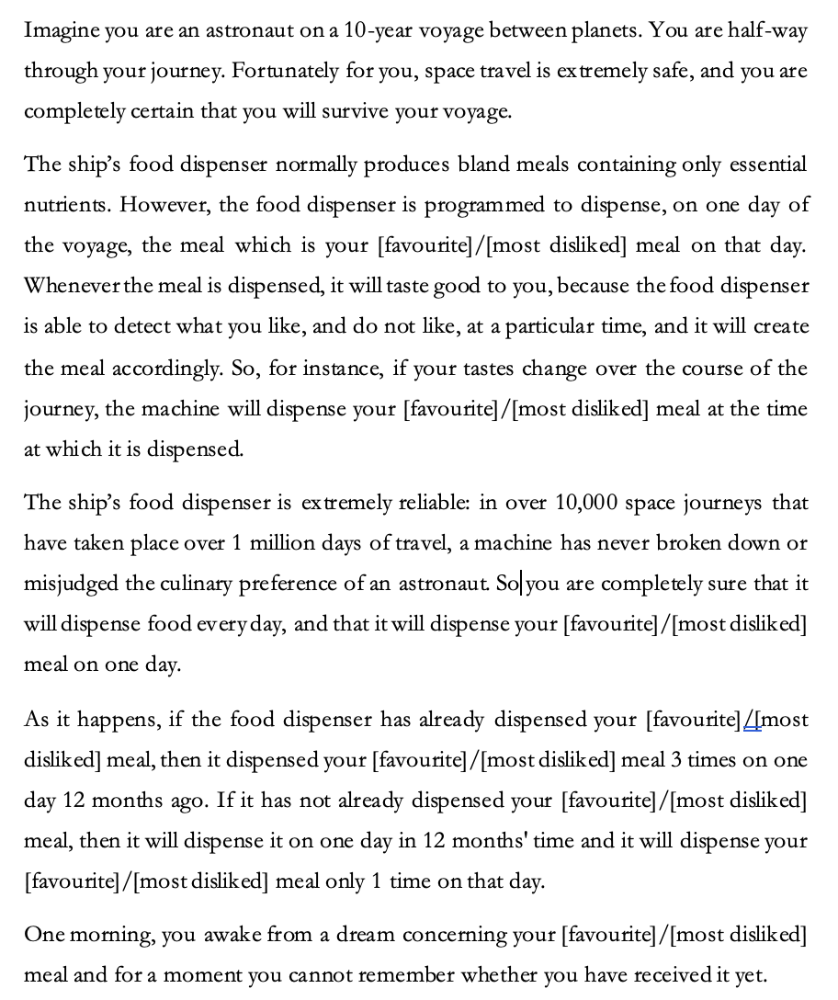 Imagine you are an astronaut on a 10-year voyage between planets. You are half-way
through your journey. Fortunately for you, space travel is extremely safe, and you are
completely certain that you will survive your voyage.
The ship’s food dispenser normally produces bland meals containing only essential
nutrients. However, the food dispenser is programmed to dispense, on one day of
the voyage, the meal which is your [favourite]/[most disliked] meal on that day.
Whenever the meal is dispensed, it will taste good to you, because the food dispenser
is able to detect what you like, and do not like, at a particular time, and it will create
the meal accordingly. So, for instance, if your tastes change over the course of the
journey, the machine will dispense your [favourite]/[most disliked] meal at the time
at which it is dispensed.
The ship’s food dispenser is extremely reliable: in over 10,000 space journeys that
have taken place over 1 million days of travel, a machine has never broken down or
misjudged the culinary preference of an astronaut. So you are completely sure that it
will dispense food every day, and that it will dispense your [favourite]/[most disliked]
meal on one day.
As it happens, if the food dispenser has already dispensed your [favourite]/[most
disliked] meal, then it dispensed your [favourite]/[most disliked] meal 3 times on one
day 12 months ago. If it has not already dispensed your [favourite]/[most disliked]
meal, then it will dispense it on one day in 12 months' time and it will dispense your
[favourite]/[most disliked] meal only 1 time on that day.
One morning, you awake from a dream concerning your [favourite]/[most disliked]
meal and for a moment you cannot remember whether you have received it yet.